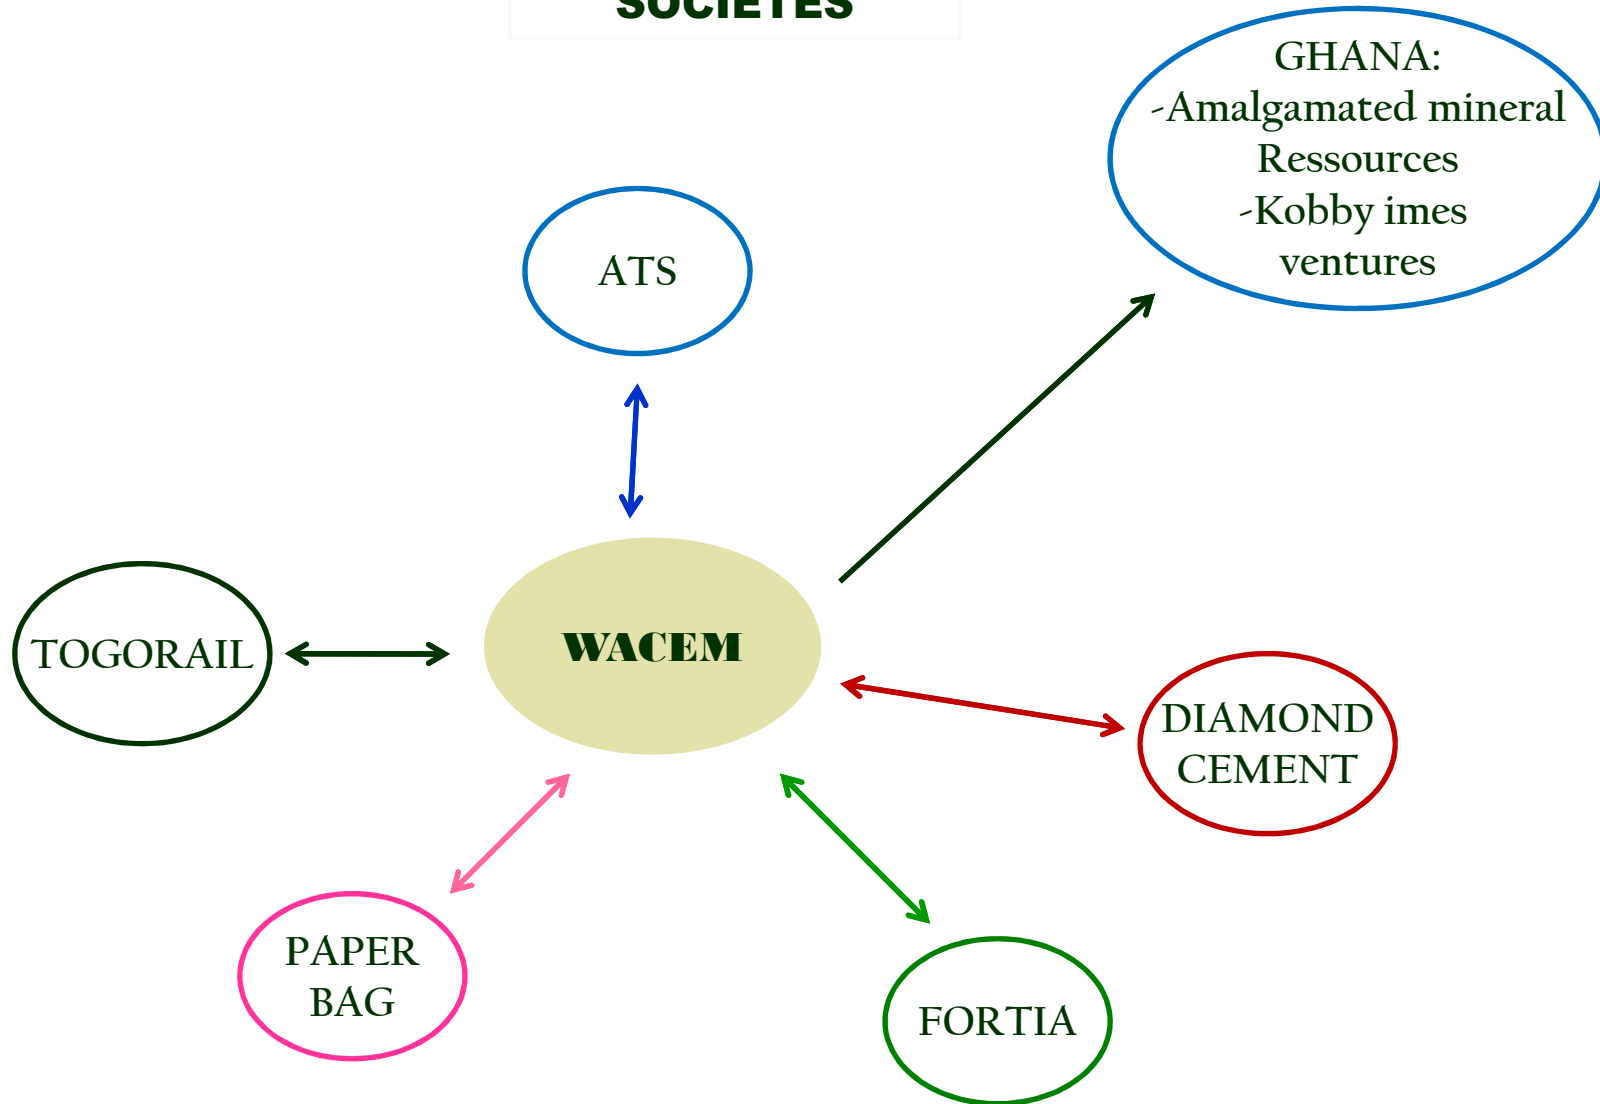 SOCIETES
GHANA:
-Amalgamated mineral
Ressources
-Kobby imes
ventures
ATS
WACEM
TOGORAIL
DIAMOND
CEMENT
PAPER
BAG
FORTIA